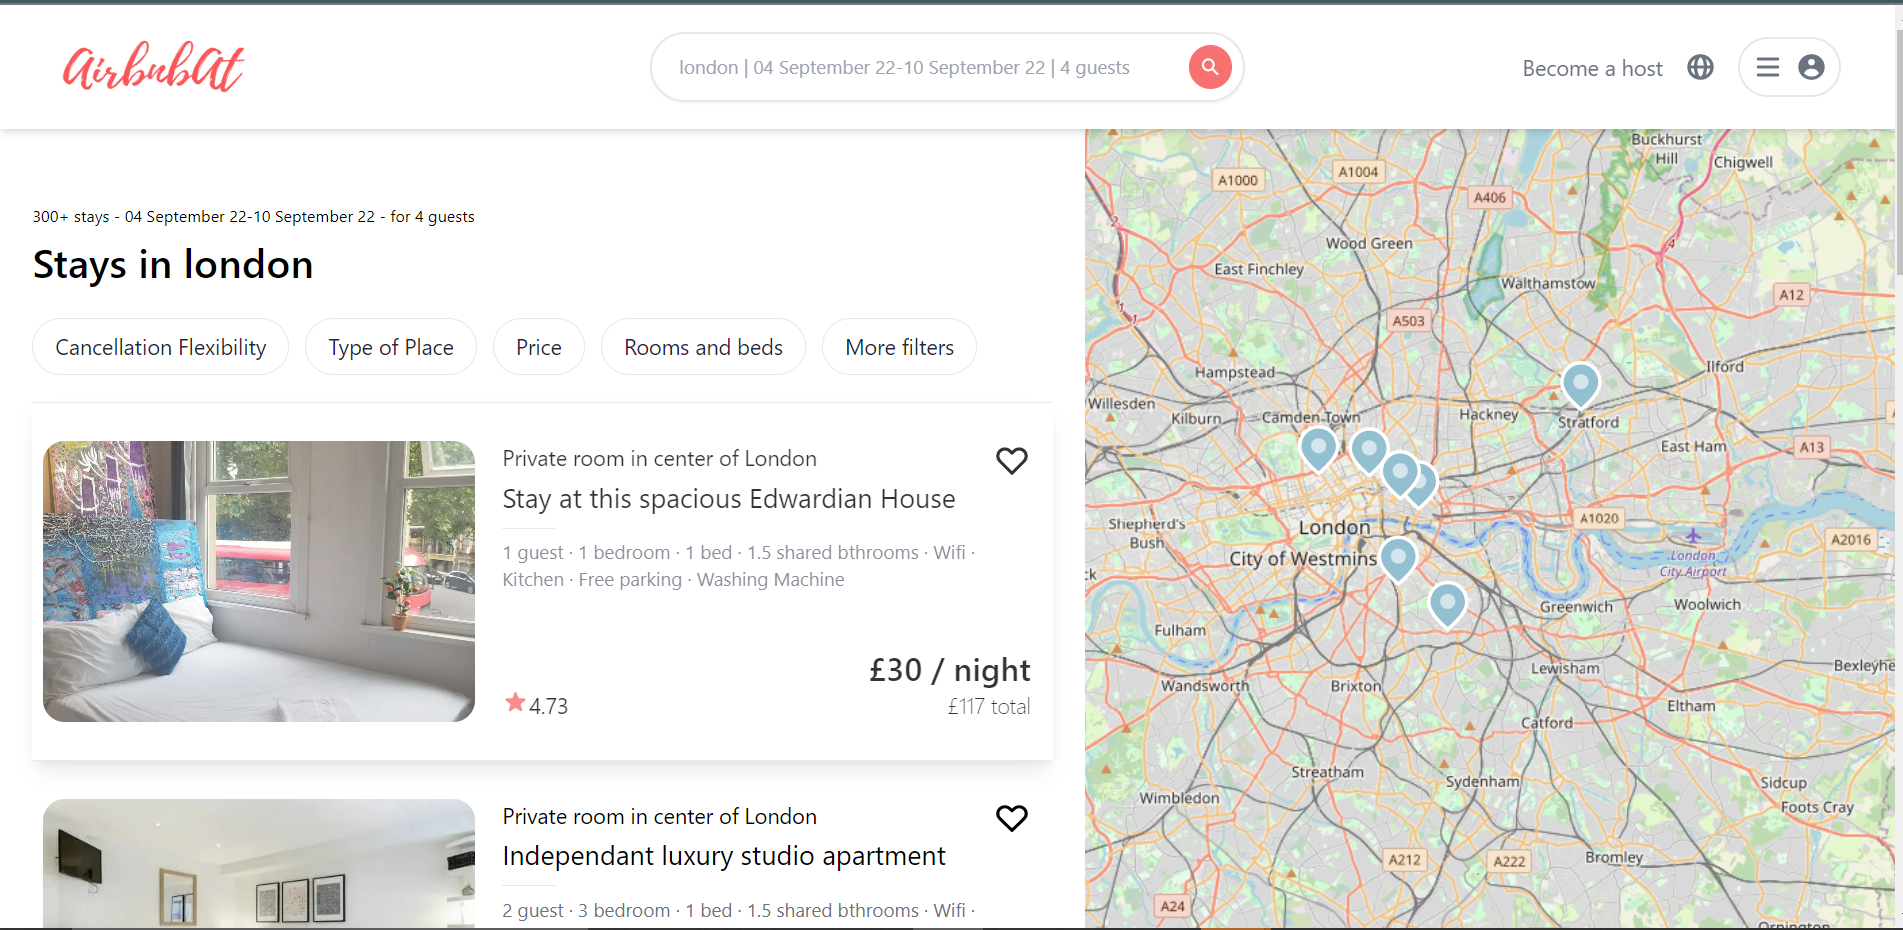 AirbnbAt
london | 04 September 22-10 September 22 | 4 guests
Become a host
300+ stays - 04 September 22-10 September 22 - for 4 guests
Stays in london
Cancellation Flexibility
Type of Place
Price
Rooms and beds
More filters
Private room in center of London
Stay at this spacious Edwardian House
1 guest · 1 bedroom · 1 bed · 1.5 shared bthrooms · Wifi ·
Kitchen · Free parking · Washing Machine
£30 / night
4.73
£117 total
Private room in center of London
Independant luxury studio apartment
2 guest · 3 bedroom · 1 bed · 1.5 shared bthrooms · Wifi ·
Buckhurst
Hill
Chigwell
A1004
A1000
A406
4
Wood Green
East Finchley
Walthamstow
1
2
A12
1
1
A503
Hampstead
Ilford
Willesden
Kilburn
Camden Town
Hackney
Stratford
East Ham
A13
Shepherd's
Bush
London
A1020
A2016
City of Westmins
London
City Airport
ck
Greenwich
Woolwich
Fulham
Lewisham
Bexleyhe
Wandsworth
Brixton
Eltham
Catford
Streatham
Sydenham
Sidcup
Wimbledon
Foots Cray
A212
A222
Bromley
A24
Orpington